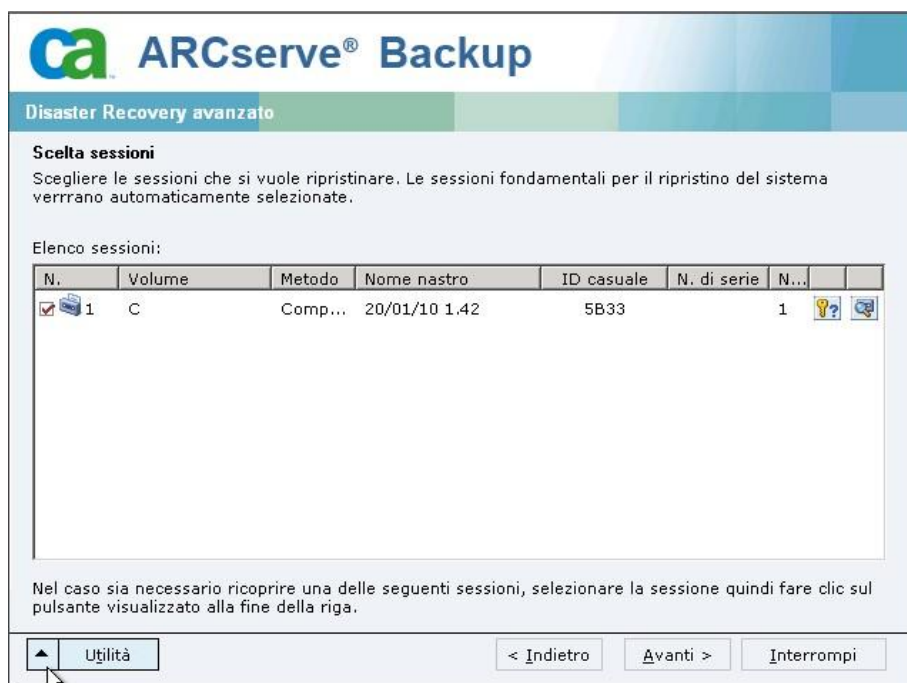 ca ARCserve® Backup
Disaster Recovery avanzato
Scelta sessioni
Scegliere le sessioni che si vuole ripristinare. Le sessioni fondamentali per il ripristino del sistema
verrrano automaticamente selezionate.
Elenco sessioni:
N. Volume Metodo Nome nastro ID casuale N. di serie N...
1 C Comp... 20/01/10 1.42 5B33 1
Nel caso sia necessario ricoprire una delle seguenti sessioni, selezionare la sessione quindi fare clic sul
pulsante visualizzato alla fine della riga.
Utilità < Indietro Avanti > Interrompi